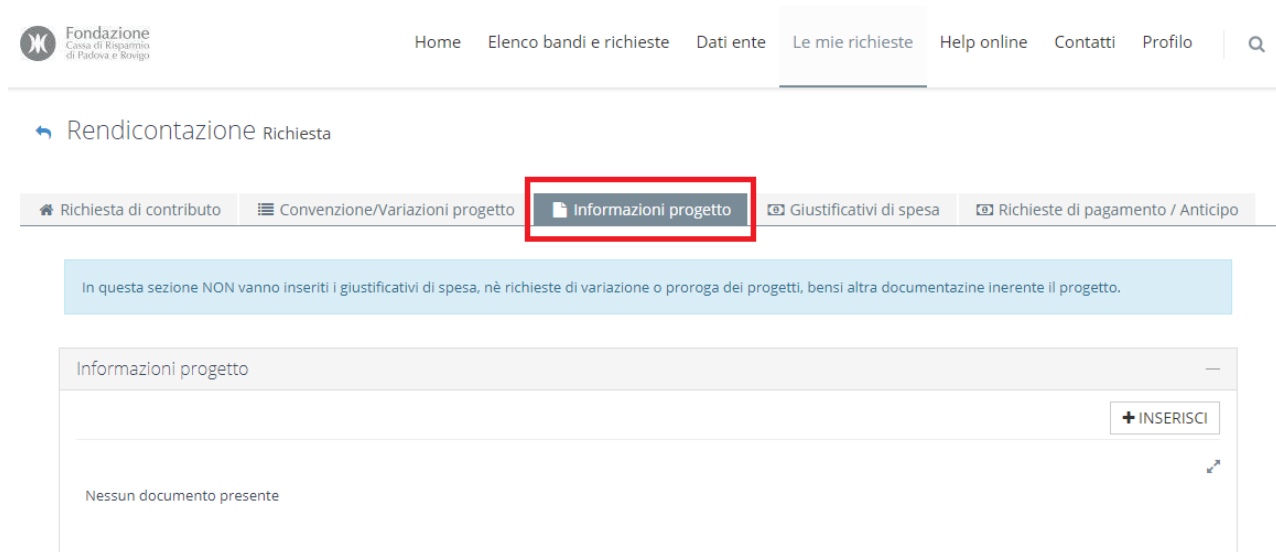 Fondazione
Cassa di Risparmio
di Padova e Rovigo
Home Elenco bandi e richieste Dati ente Le mie richieste Help online Contatti Profilo
Rendicontazione Richiesta
Richiesta di contributo Convenzione/Variazioni progetto Informazioni progetto Giustificativi di spesa Richieste di pagamento / Anticipo
In questa sezione NON vanno inseriti i giustificativi di spesa, nè richieste di variazione o proroga dei progetti, bensi altra documentazine inerente il progetto.
Informazioni progetto
INSERISCI
Nessun documento presente